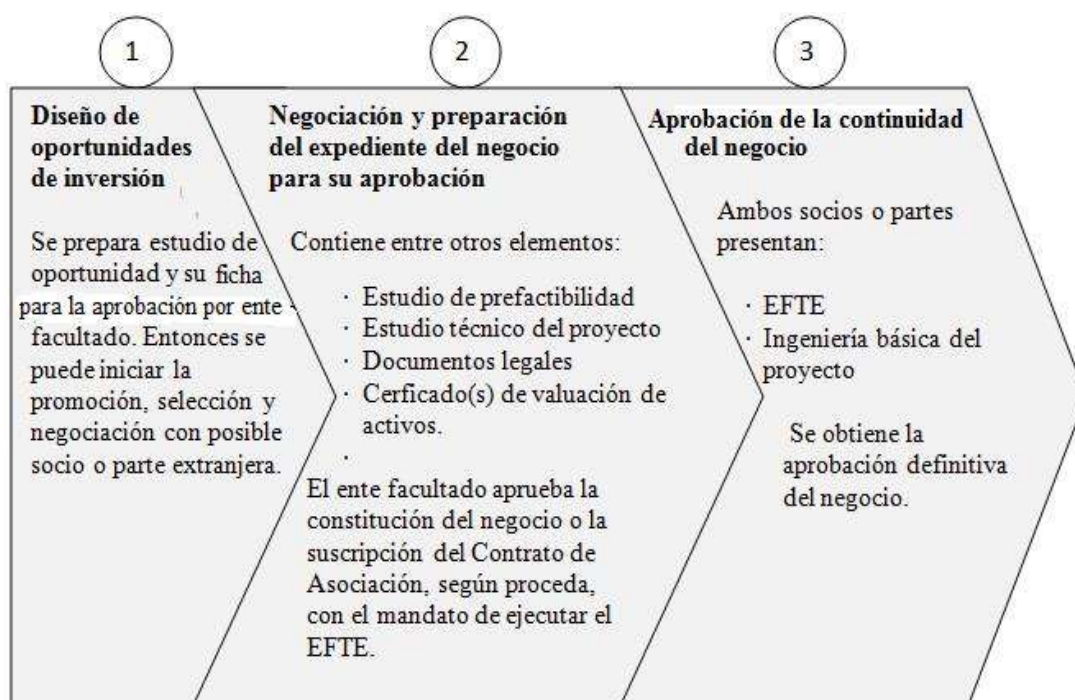 1
Diseño de
oportunidades
de inversión
Se prepara estudio de
oportunidad y su ficha
para la aprobación por ente -
facultado. Entonces se
puede iniciar la
promoción, selección y
negociación con posible
socio o parte extranjera.
2
Negociación y preparación
del expediente del negocio
para su aprobación
Contiene entre otros elementos:
· Estudio de prefactibilidad
· Estudio técnico del proyecto
· Documentos legales
· Cerficado(s) de valuación de
activos.
·
El ente facultado aprueba la
constitución del negocio o la
suscripción del Contrato de
Asociación, según proceda,
con el mandato de ejecutar el
EFTE.
3
Aprobación de la continuidad
del negocio
Ambos socios o partes
presentan:
· EFTE
· Ingeniería básica del
proyecto
Se obtiene la
aprobación definitiva
del negocio.